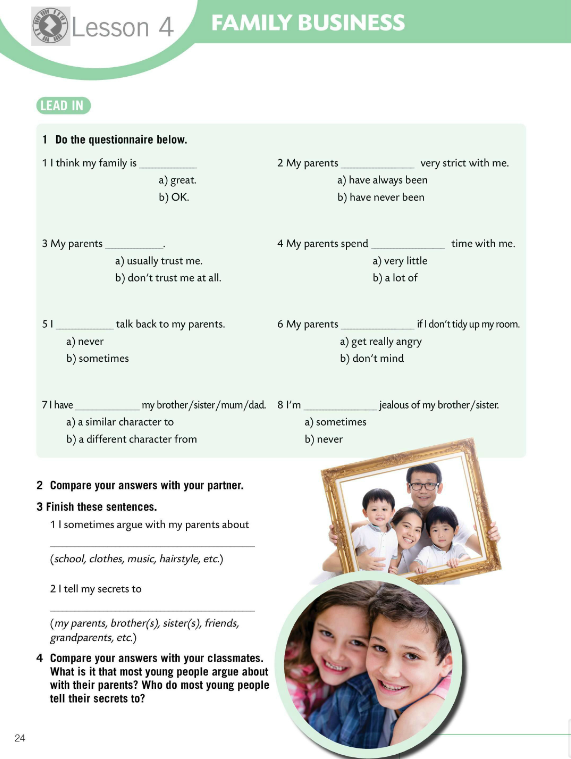 Lesson 4
FAMILY BUSINESS
LEAD IN
1 Do the questionnaire below.
1 I think my family is __________
a) great.
b) OK.
2 My parents _____________ very strict with me.
a) have always been
b) have never been
3 My parents __________.
a) usually trust me.
b) don't trust me at all.
4 My parents spend _____________ time with me.
a) very little
b) a lot of
5 I __________ talk back to my parents.
a) never
b) sometimes
6 My parents _____________ if I don't tidy up my room.
a) get really angry
b) don't mind
7 I have ___________ my brother/sister/mum/dad.
a) a similar character to
b) a different character from
8 I'm _____________ jealous of my brother/sister.
a) sometimes
b) never
2 Compare your answers with your partner.
3 Finish these sentences.
1 I sometimes argue with my parents about
____________________________________
(school, clothes, music, hairstyle, etc.)
2 I tell my secrets to
____________________________________
(my parents, brother(s), sister(s), friends,
grandparents, etc.)
4 Compare your answers with your classmates.
What is it that most young people argue about
with their parents? Who do most young people
tell their secrets to?
24